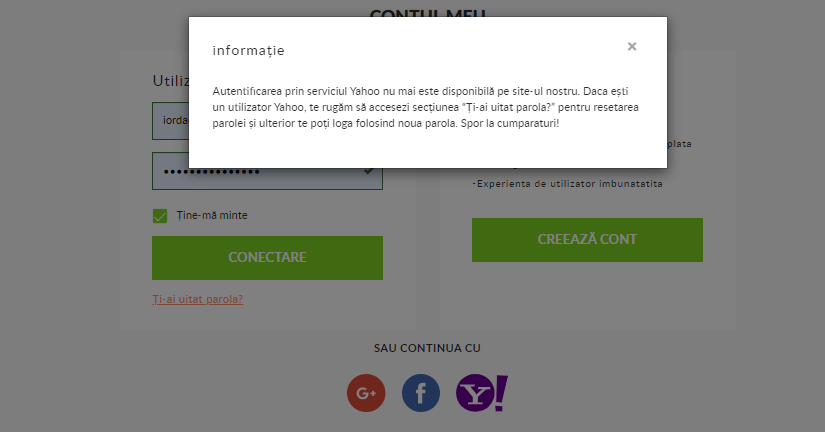 CONTUL MEU
informație
×
Utiliz
Autentificarea prin serviciul Yahoo nu mai este disponibilă pe site-ul nostru. Daca ești
un utilizator Yahoo, te rugăm să accesezi secțiunea “Ți-ai uitat parola?” pentru resetarea
parolei și ulterior te poți loga folosind noua parola. Spor la cumparaturi!
iorda
plata
-Experienta de utilizator imbunatatita
Ține-mă minte
CONECTARE
CREEAZĂ CONT
Ți-ai uitat parola?
SAU CONTINUA CU
G+ f Y!